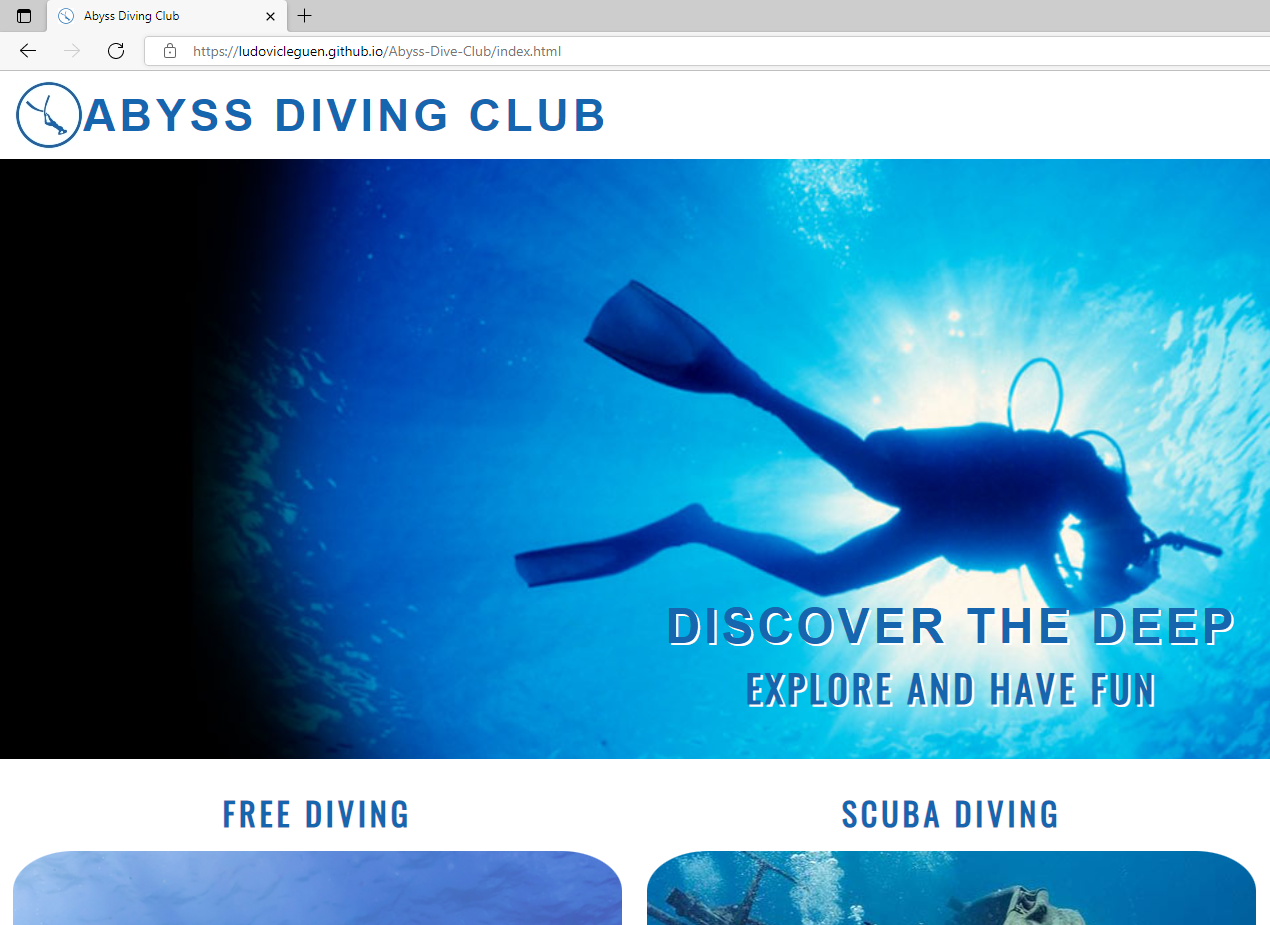 Abyss Diving Club
https://ludovicleguen.github.io/Abyss-Dive-Club/index.html
ABYSS DIVING CLUB
DISCOVER THE DEEP
EXPLORE AND HAVE FUN
FREE DIVING
SCUBA DIVING